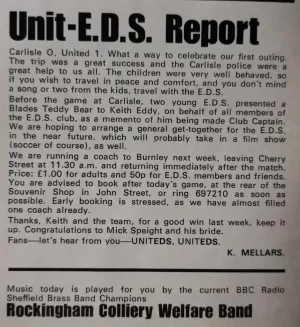 Unit-E.D.S. Report
Carlisle 0, United 1. What a way to celebrate our first outing.
The trip was a great success and the Carlisle police were a
great help to us all. The children were very well behaved, so
if you wish to travel in peace and comfort, and you don't mind
a song or two from the kids, travel with the E.D.S.
Before the game at Carlisle, two young E.D.S. presented a
Blades Teddy Bear to Keith Eddy, on behalf of all members of
the E.D.S. club, as a memento of him being made Club Captain.
We are hoping to arrange a general get-together for the E.D.S.
in the near future, which will probably take in a film show
(soccer of course), as well.
We are running a coach to Burnley next week, leaving Cherry
Street at 11.30 a.m. and returning immediately after the match.
Price: £1.00 for adults and 50p for E.D.S. members and friends.
You are advised to book after today's game, at the rear of the
Souvenir Shop in John Street, or ring 697210 as soon as
possible. Early booking is stressed, as we have almost filled
one coach already.
Thanks, Keith and the team, for a good win last week, keep it
up. Congratulations to Mick Speight and his bride.
Fans—let's hear from you—UNITEDS, UNITEDS.
K. MELLARS.
Music today is played for you by the current BBC Radio
Sheffield Brass Band Champions
Rockingham Colliery Welfare Band